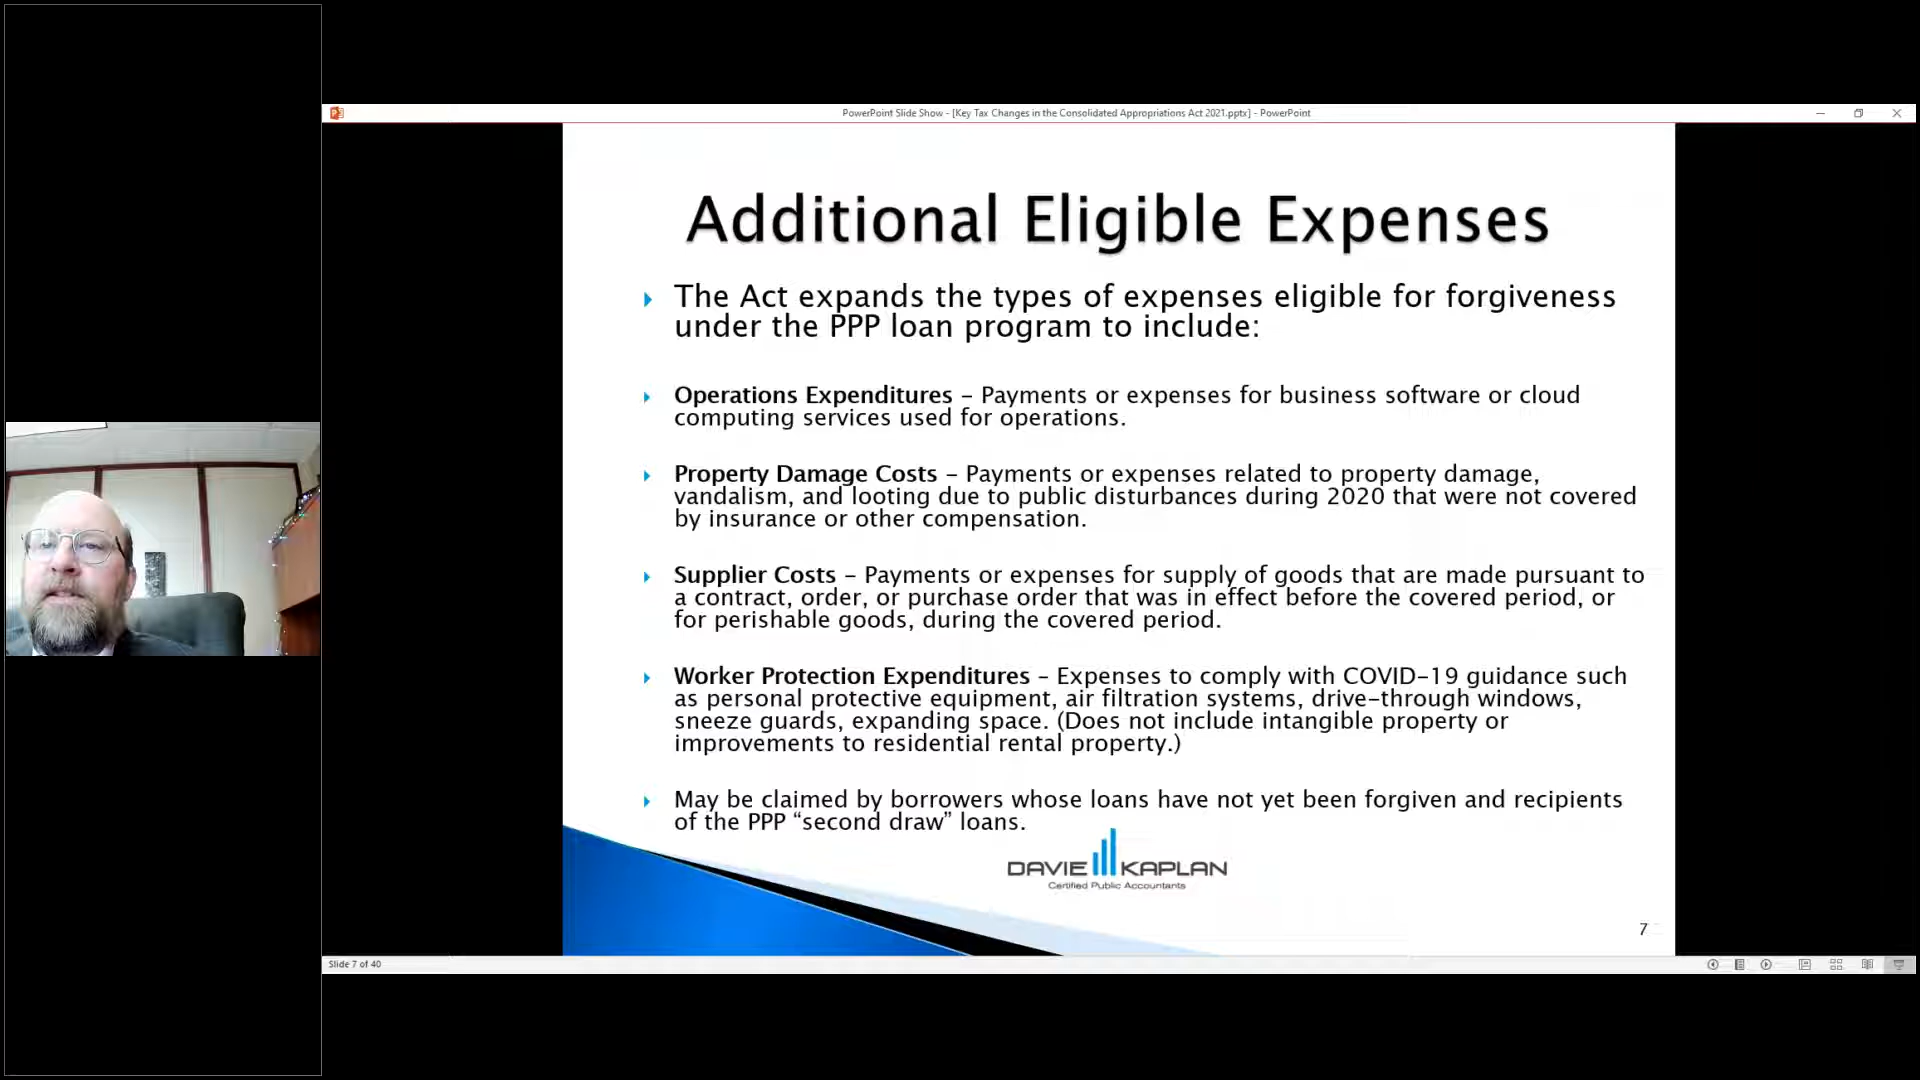 PowerPoint Slide Show - [Key Tax Changes in the Consolidated Appropriations Act 2021.pptx] - PowerPoint
Additional Eligible Expenses
The Act expands the types of expenses eligible for forgiveness
under the PPP loan program to include:
Operations Expenditures – Payments or expenses for business software or cloud
computing services used for operations.
Property Damage Costs – Payments or expenses related to property damage,
vandalism, and looting due to public disturbances during 2020 that were not covered
by insurance or other compensation.
Supplier Costs – Payments or expenses for supply of goods that are made pursuant to
a contract, order, or purchase order that was in effect before the covered period, or
for perishable goods, during the covered period.
Worker Protection Expenditures – Expenses to comply with COVID-19 guidance such
as personal protective equipment, air filtration systems, drive-through windows,
sneeze guards, expanding space. (Does not include intangible property or
improvements to residential rental property.)
May be claimed by borrowers whose loans have not yet been forgiven and recipients
of the PPP “second draw” loans.
DAVIE KAPLAN
Certified Public Accountants
7
Slide 7 of 40